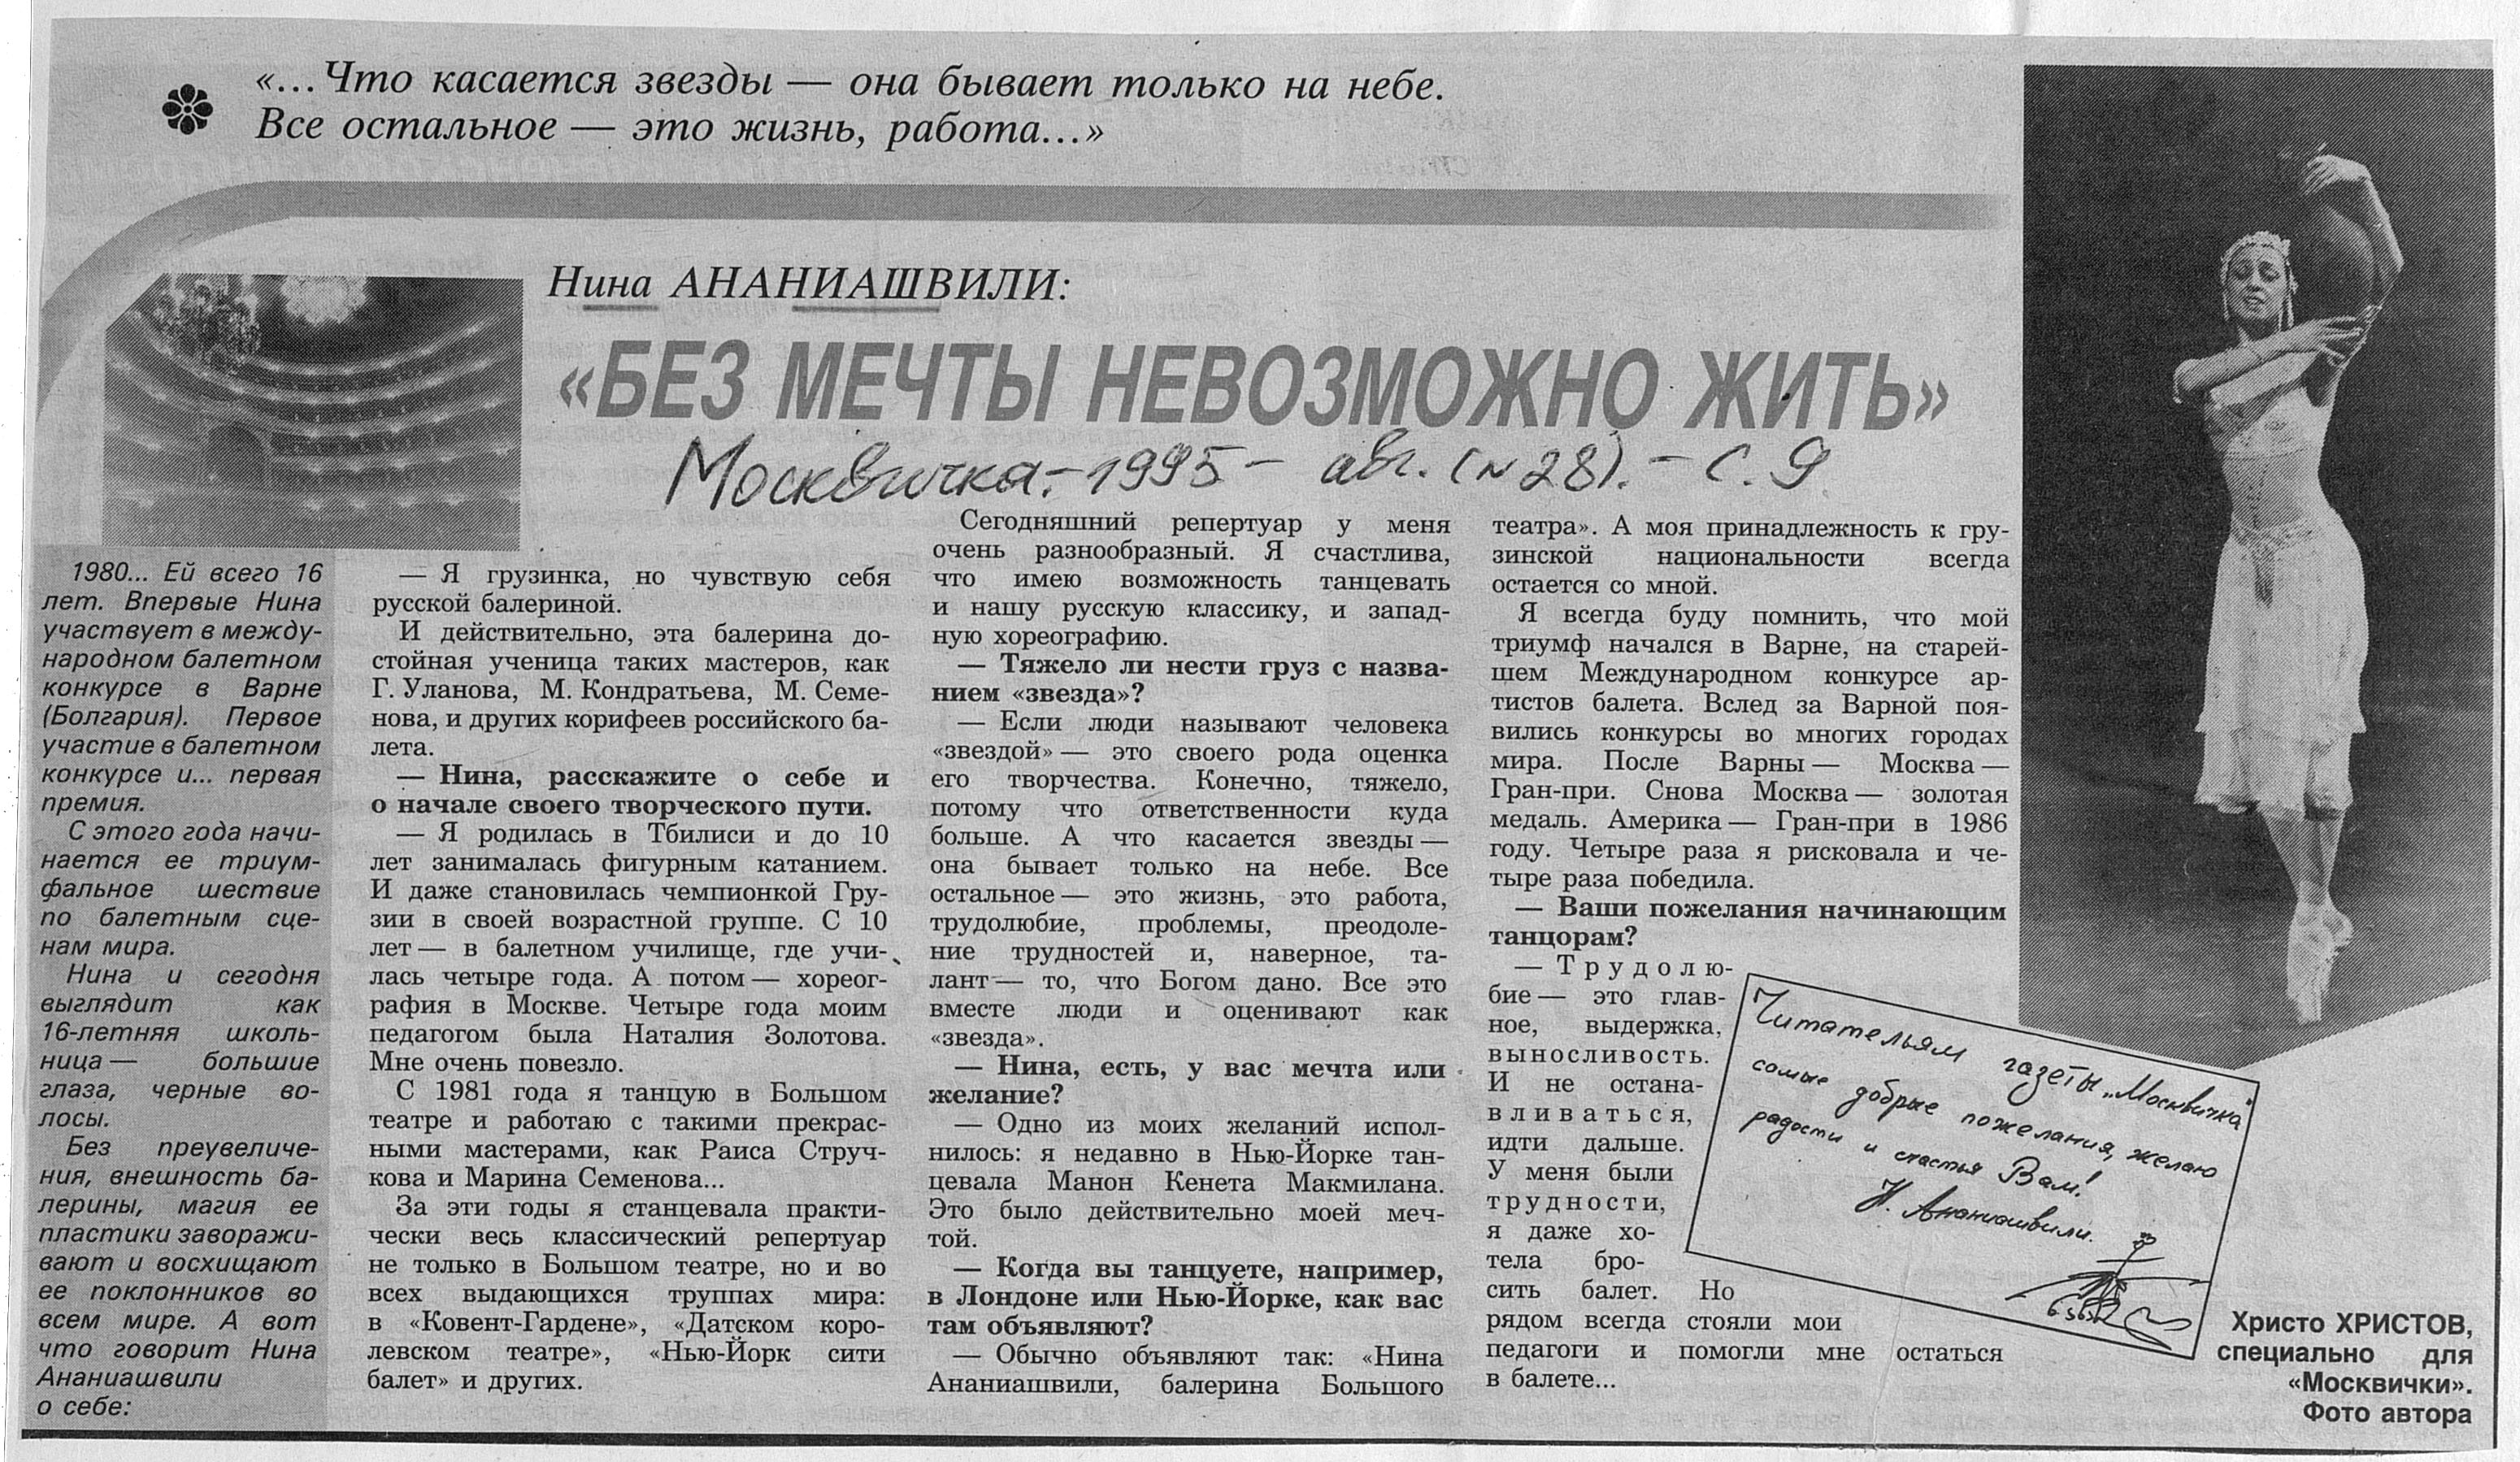 «...Что касается звезды — она бывает только на небе.
Все остальное — это жизнь, работа...»
Нина АНАНИАШВИЛИ:
«БЕЗ МЕЧТЫ НЕВОЗМОЖНО ЖИТЬ»
Москвичка.-1995- авг. (N28).- С. 9
1980... Ей всего 16
лет. Впервые Нина
участвует в между-
народном балетном
конкурсе в Варне
(Болгария). Первое
участие в балетном
конкурсе и... первая
премия.
С этого года начи-
нается ее триум-
фальное шествие
по балетным сце-
нам мира.
Нина и сегодня
выглядит как
16-летняя школь-
ница — большие
глаза, черные во-
лосы.
Без преувеличе-
ния, внешность ба-
лерины, магия ее
пластики заворажи-
вают и восхищают
ее поклонников во
всем мире. А вот
что говорит Нина
Ананиашвили
о себе:
— Я грузинка, но чувствую себя
русской балериной.
И действительно, эта балерина до-
стойная ученица таких мастеров, как
Г. Уланова, М. Кондратьева, М. Семе-
нова, и других корифеев российского ба-
лета.
— Нина, расскажите о себе и
о начале своего творческого пути.
— Я родилась в Тбилиси и до 10
лет занималась фигурным катанием.
И даже становилась чемпионкой Гру-
зии в своей возрастной группе. С 10
лет — в балетном училище, где учи-
лась четыре года. А потом — хореог-
рафия в Москве. Четыре года моим
педагогом была Наталия Золотова.
Мне очень повезло.
С 1981 года я танцую в Большом
театре и работаю с такими прекрас-
ными мастерами, как Раиса Струч-
кова и Марина Семенова...
За эти годы я станцевала практи-
чески весь классический репертуар
не только в Большом театре, но и во
всех выдающихся труппах мира:
в «Ковент-Гардене», «Датском коро-
левском театре», «Нью-Йорк сити
балет» и других.
Сегодняшний репертуар у меня
очень разнообразный. Я счастлива,
что имею возможность танцевать
и нашу русскую классику, и запад-
ную хореографию.
— Тяжело ли нести груз с назва-
нием «звезда»?
— Если люди называют человека
«звездой» — это своего рода оценка
его творчества. Конечно, тяжело,
потому что ответственности куда
больше. А что касается звезды —
она бывает только на небе. Все
остальное — это жизнь, это работа,
трудолюбие, проблемы, преодоле-
ние трудностей и, наверное, та-
лант — то, что Богом дано. Все это
вместе люди и оценивают как
«звезда».
— Нина, есть, у вас мечта или
желание?
— Одно из моих желаний испол-
нилось: я недавно в Нью-Йорке тан-
цевала Манон Кенета Макмилана.
Это было действительно моей меч-
той.
— Когда вы танцуете, например,
в Лондоне или Нью-Йорке, как вас
там объявляют?
— Обычно объявляют так: «Нина
Ананиашвили, балерина Большого
театра». А моя принадлежность к гру-
зинской национальности всегда
остается со мной.
Я всегда буду помнить, что мой
триумф начался в Варне, на старей-
шем Международном конкурсе ар-
тистов балета. Вслед за Варной поя-
вились конкурсы во многих городах
мира. После Варны — Москва —
Гран-при. Снова Москва — золотая
медаль. Америка — Гран-при в 1986
году. Четыре раза я рисковала и че-
тыре раза победила.
— Ваши пожелания начинающим
танцорам?
— Трудолю-
бие — это глав-
ное, выдержка,
выносливость.
И не остана-
вливаться,
идти дальше.
У меня были
трудности,
я даже хо-
тела бро-
сить балет. Но
рядом всегда стояли мои
педагоги и помогли мне остаться
в балете...
Читательям газеты „Москвичка"
самые добрые пожелания, желаю
радости и счастья Вам!
Н. Ананиашвили.
Христо ХРИСТОВ,
специально для
«Москвички».
Фото автора